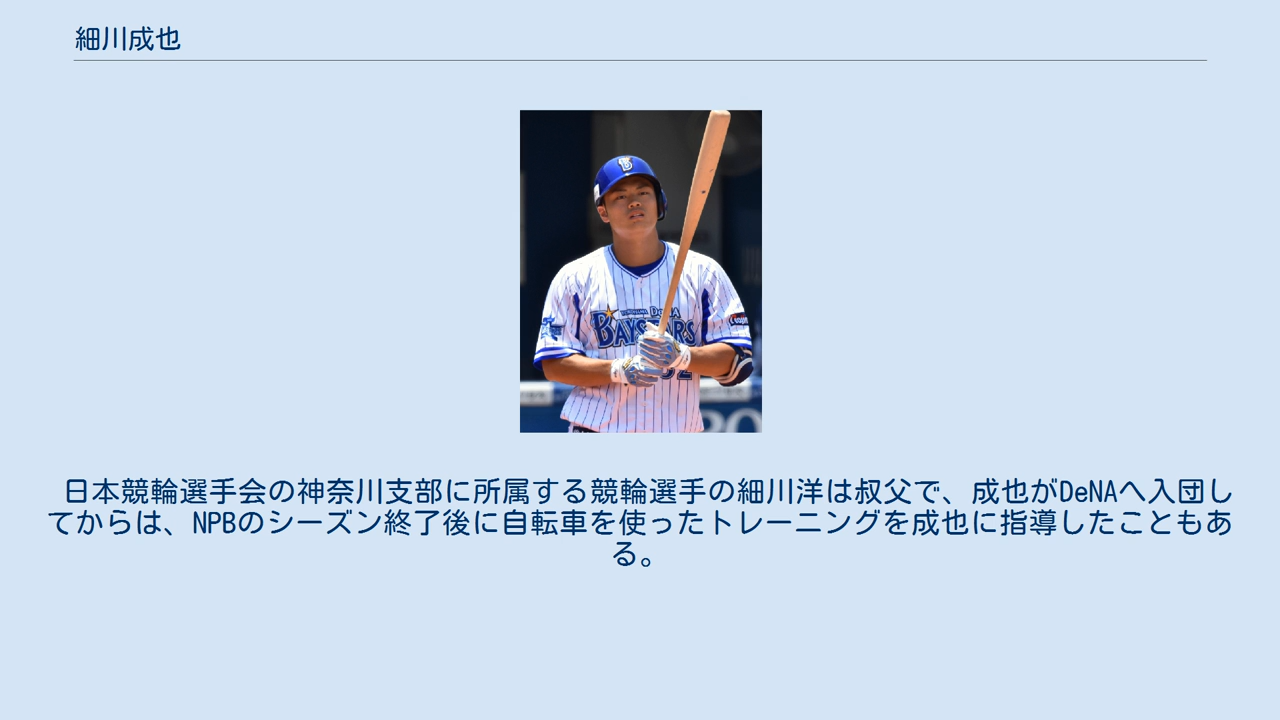 細川成也
B
YOKOHAMA DeNA
BAYSTARS
日本競輪選手会の神奈川支部に所属する競輪選手の細川洋は叔父で、成也がDeNAへ入団し
てからは、NPBのシーズン終了後に自転車を使ったトレーニングを成也に指導したこともあ
る。